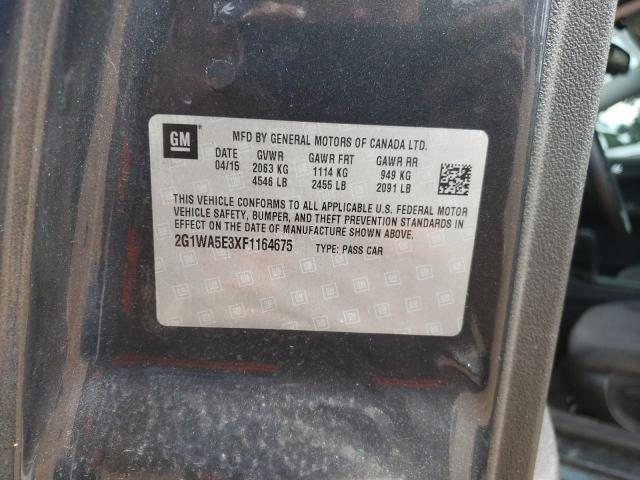 GM
MFD BY GENERAL MOTORS OF CANADA LTD.
DATE GVWR GAWR FRT GAWR RR
04/15 2063 KG 1114 KG 949 KG
4546 LB 2455 LB 2091 LB
THIS VEHICLE CONFORMS TO ALL APPLICABLE U.S. FEDERAL MOTOR
VEHICLE SAFETY, BUMPER, AND THEFT PREVENTION STANDARDS IN
EFFECT ON THE DATE OF MANUFACTURE SHOWN ABOVE.
2G1WA5E3XF1164675 TYPE: PASS CAR